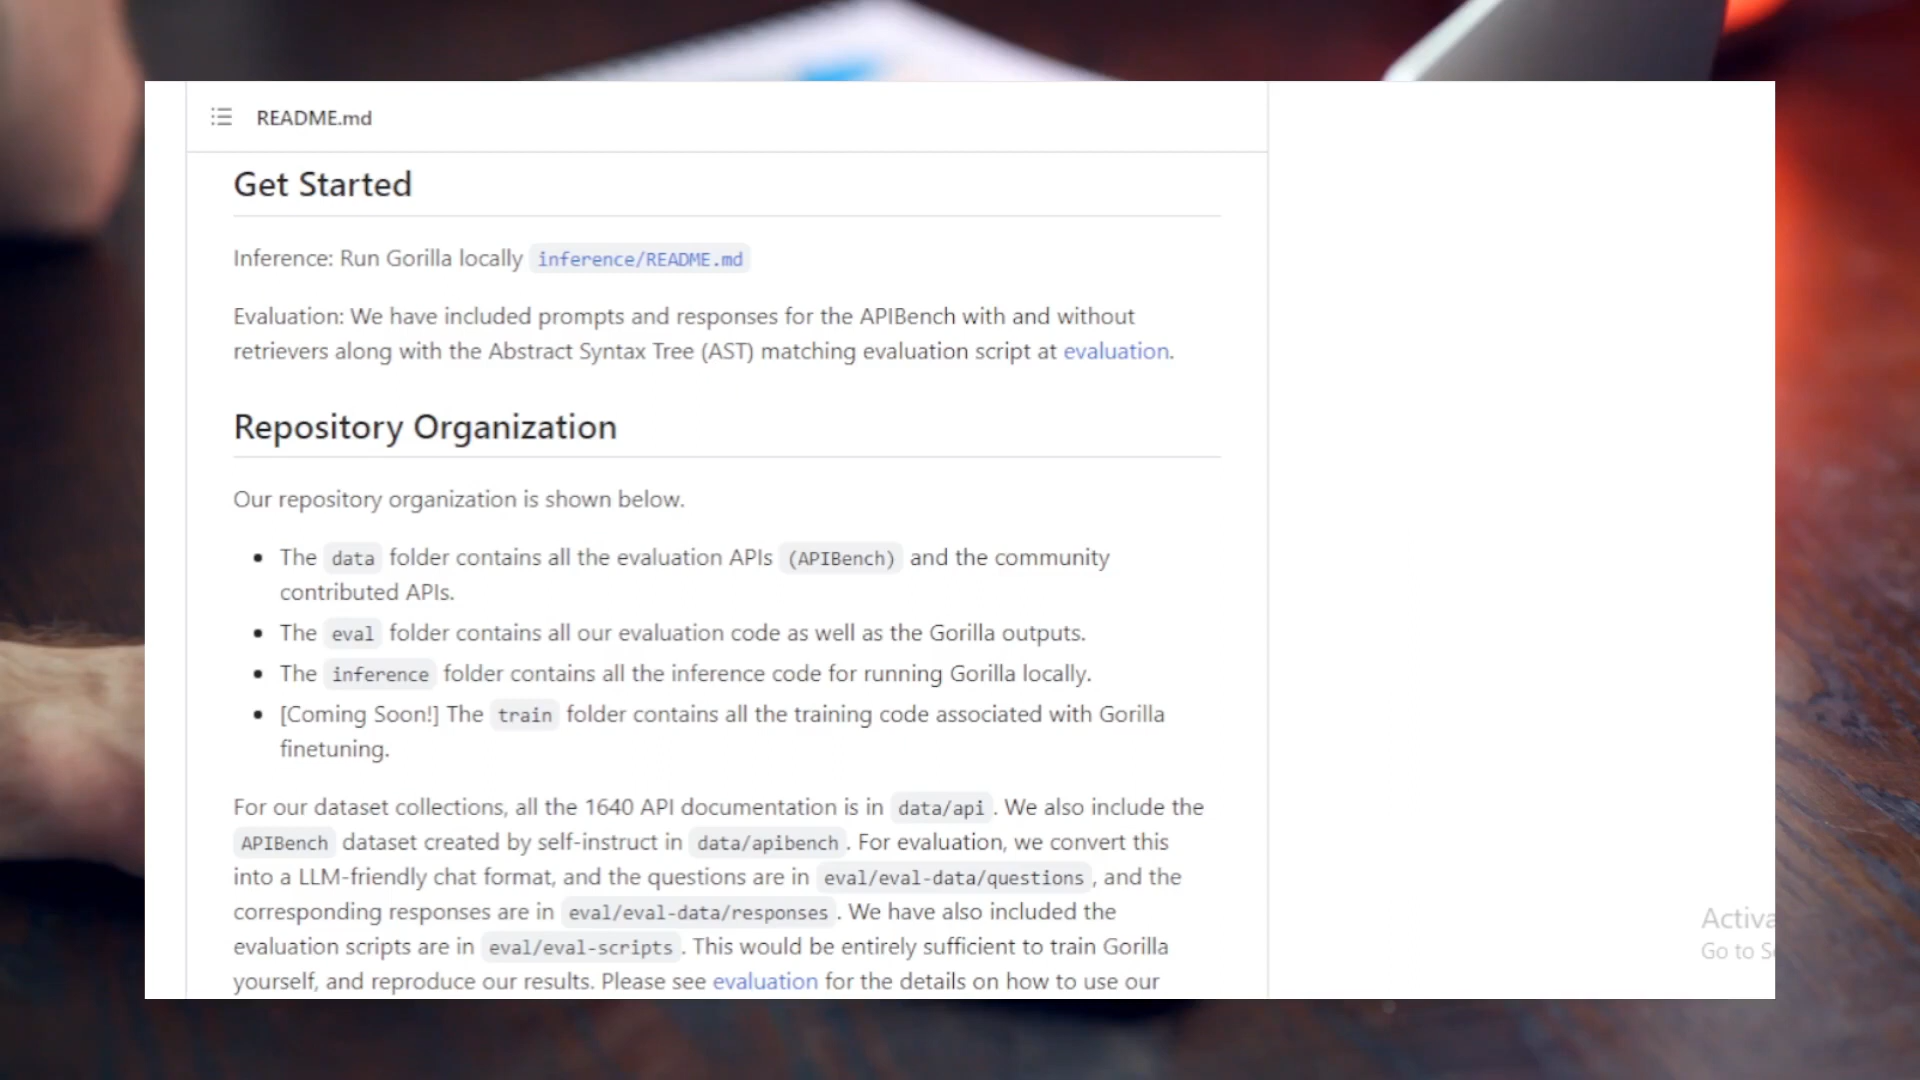 README.md
Get Started
Inference: Run Gorilla locally inference/README.md
Evaluation: We have included prompts and responses for the APIBench with and without
retrievers along with the Abstract Syntax Tree (AST) matching evaluation script at evaluation.
Repository Organization
Our repository organization is shown below.
• The data folder contains all the evaluation APIs (APIBench) and the community
contributed APIs.
• The eval folder contains all our evaluation code as well as the Gorilla outputs.
• The inference folder contains all the inference code for running Gorilla locally.
• [Coming Soon!] The train folder contains all the training code associated with Gorilla
finetuning.
For our dataset collections, all the 1640 API documentation is in data/api. We also include the
APIBench dataset created by self-instruct in data/apibench. For evaluation, we convert this
into a LLM-friendly chat format, and the questions are in eval/eval-data/questions, and the
corresponding responses are in eval/eval-data/responses. We have also included the
evaluation scripts are in eval/eval-scripts. This would be entirely sufficient to train Gorilla
yourself, and reproduce our results. Please see evaluation for the details on how to use our
Activa
Go to S